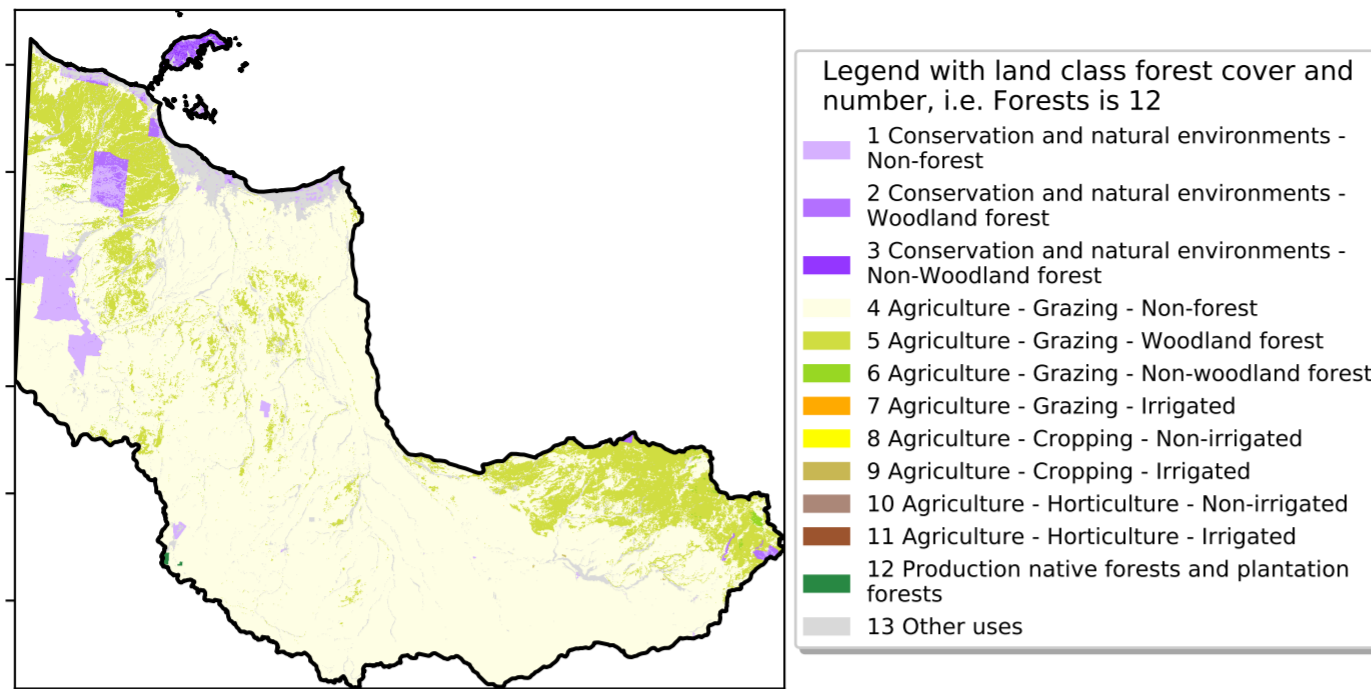 Legend with land class forest cover and
number, i.e. Forests is 12
1 Conservation and natural environments -
Non-forest
2 Conservation and natural environments -
Woodland forest
3 Conservation and natural environments -
Non-Woodland forest
4 Agriculture - Grazing - Non-forest
5 Agriculture - Grazing - Woodland forest
6 Agriculture - Grazing - Non-woodland forest
7 Agriculture - Grazing - Irrigated
8 Agriculture - Cropping - Non-irrigated
9 Agriculture - Cropping - Irrigated
10 Agriculture - Horticulture - Non-irrigated
11 Agriculture - Horticulture - Irrigated
12 Production native forests and plantation
forests
13 Other uses